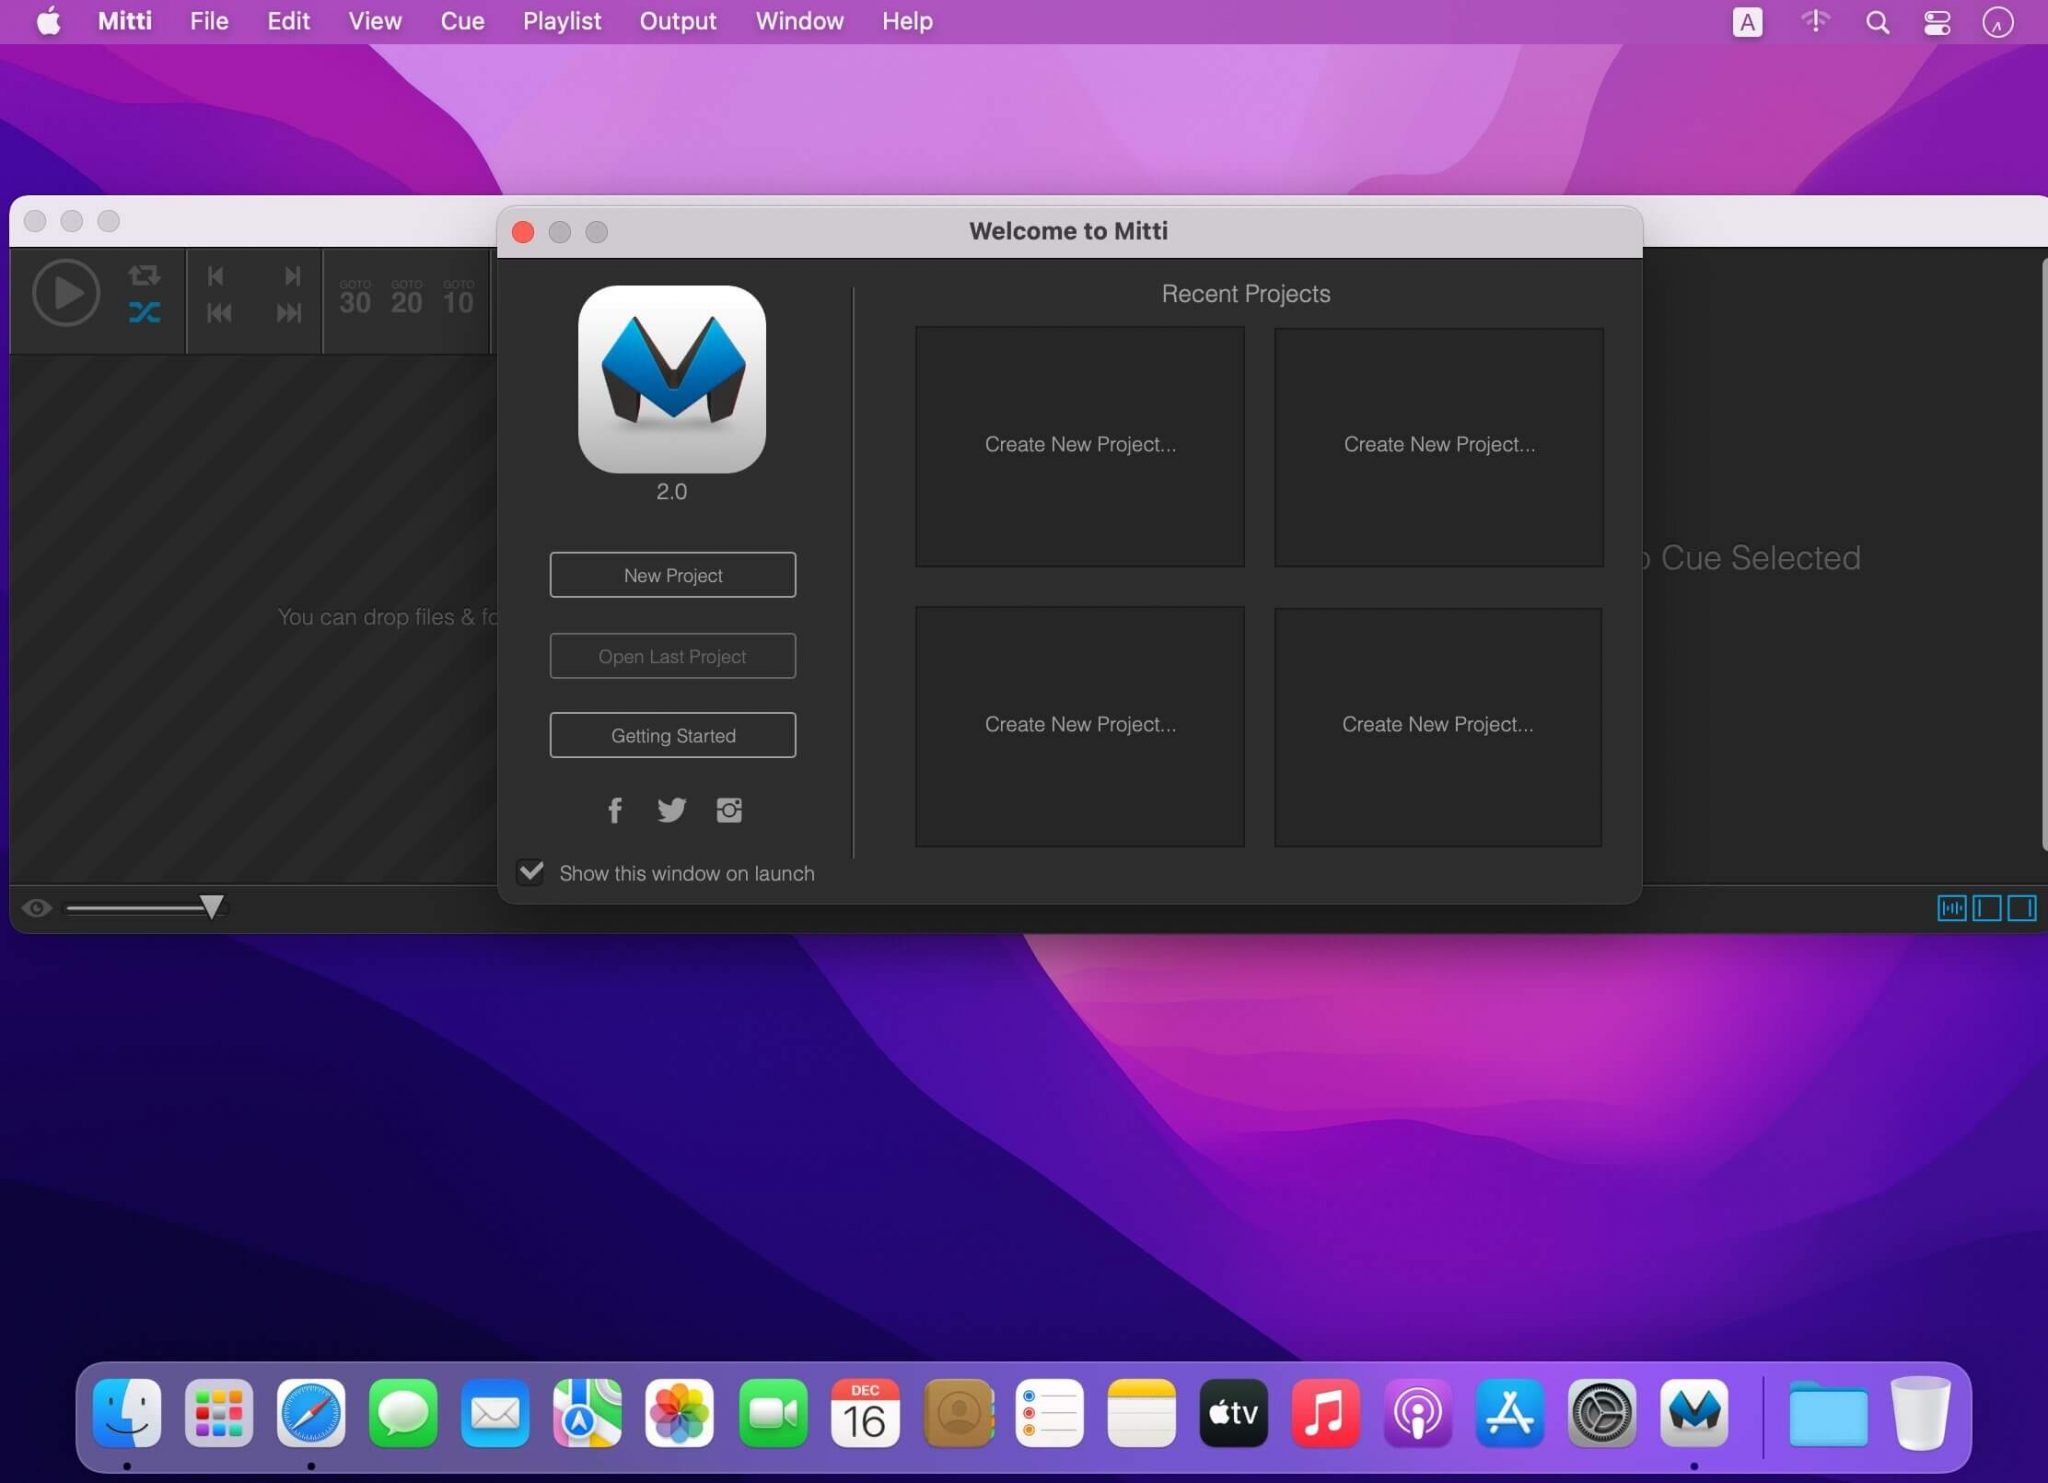 Mitti File Edit View Cue Playlist Output Window Help
A
Welcome to Mitti
GOTO GOTO GOTO
30 20 10
Recent Projects
Create New Project... Create New Project...
2.0
New Project
Cue Selected
You can drop files &
Open Last Project
Getting Started
Create New Project... Create New Project...
Show this window on launch
DEC
16
tv